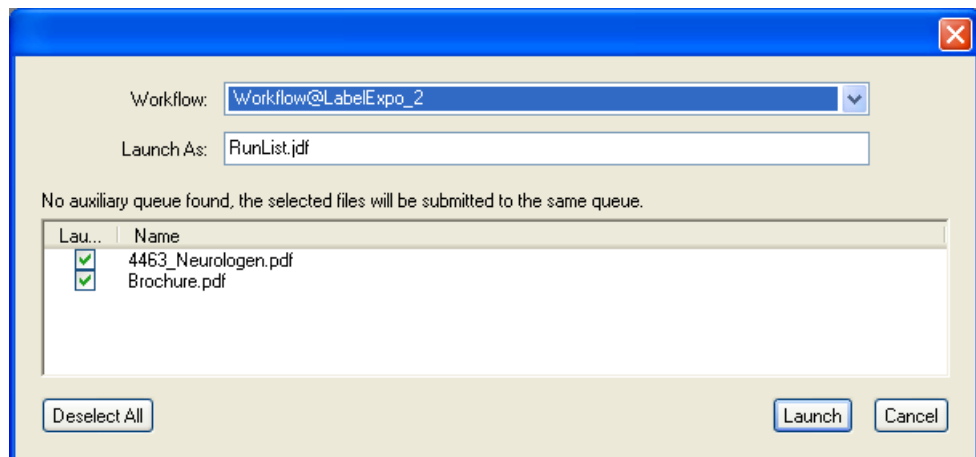 Workflow: Workflow@LabelExpo_2
Launch As: RunList.jdf
No auxiliary queue found, the selected files will be submitted to the same queue.
Lau... Name
4463_Neurologen.pdf
Brochure.pdf
Deselect All Launch Cancel